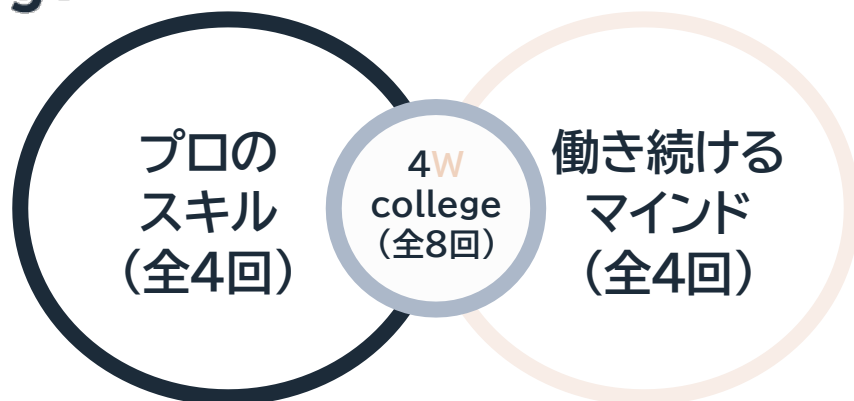 プロの
スキル
（全4回）
4W
college
（全8回）
働き続ける
マインド
（全4回）